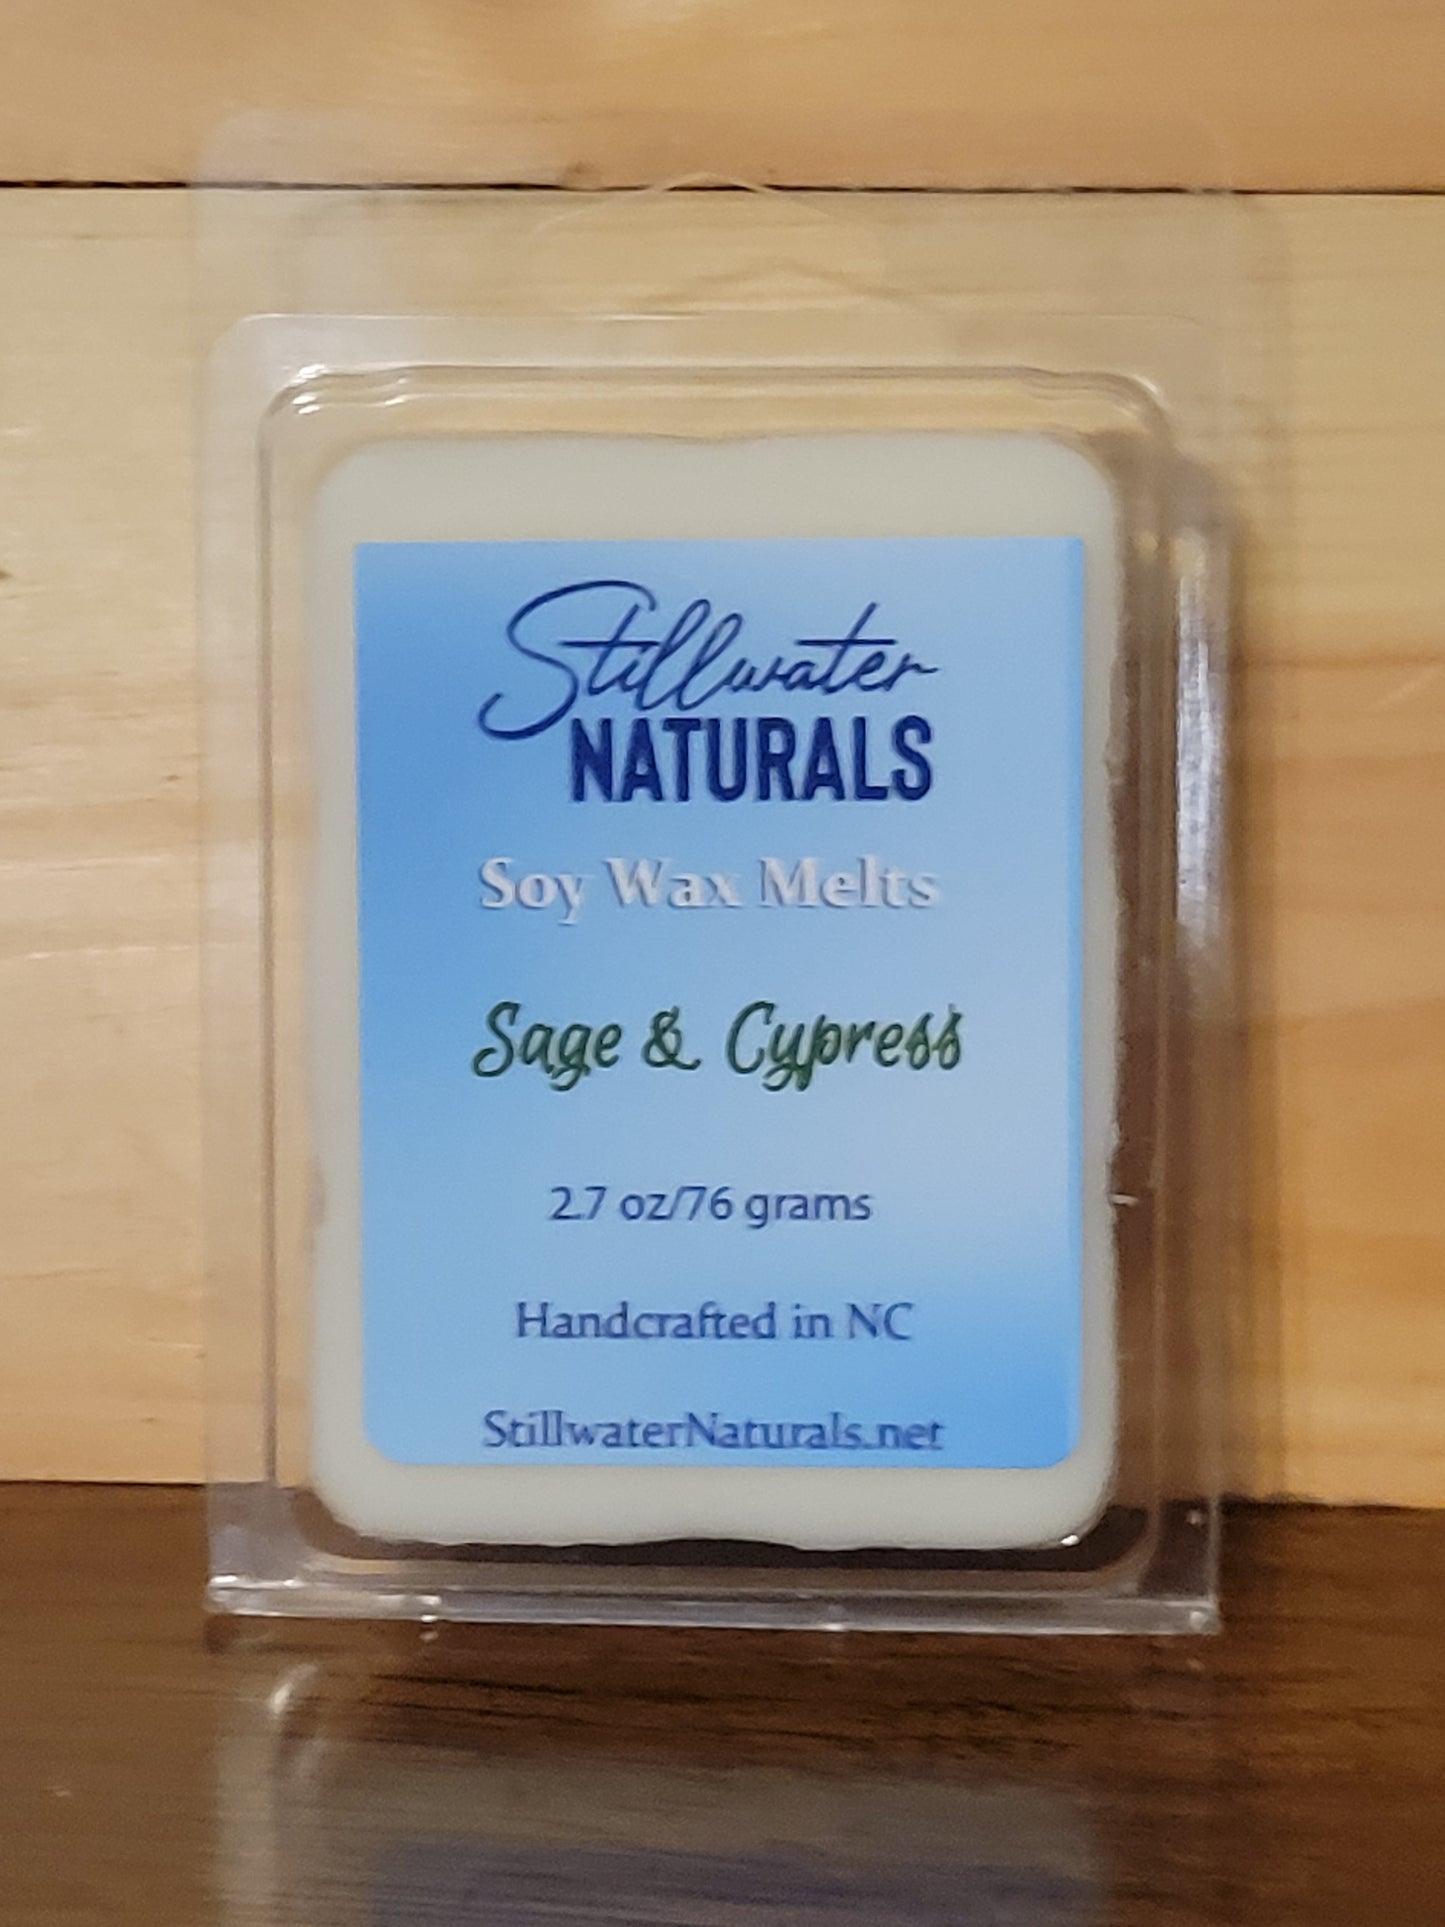 Stillwater
NATURALS
Soy Wax Melts
Sage & Cypress
2.7 oz/76 grams
Handcrafted in NC
StillwaterNaturals.net